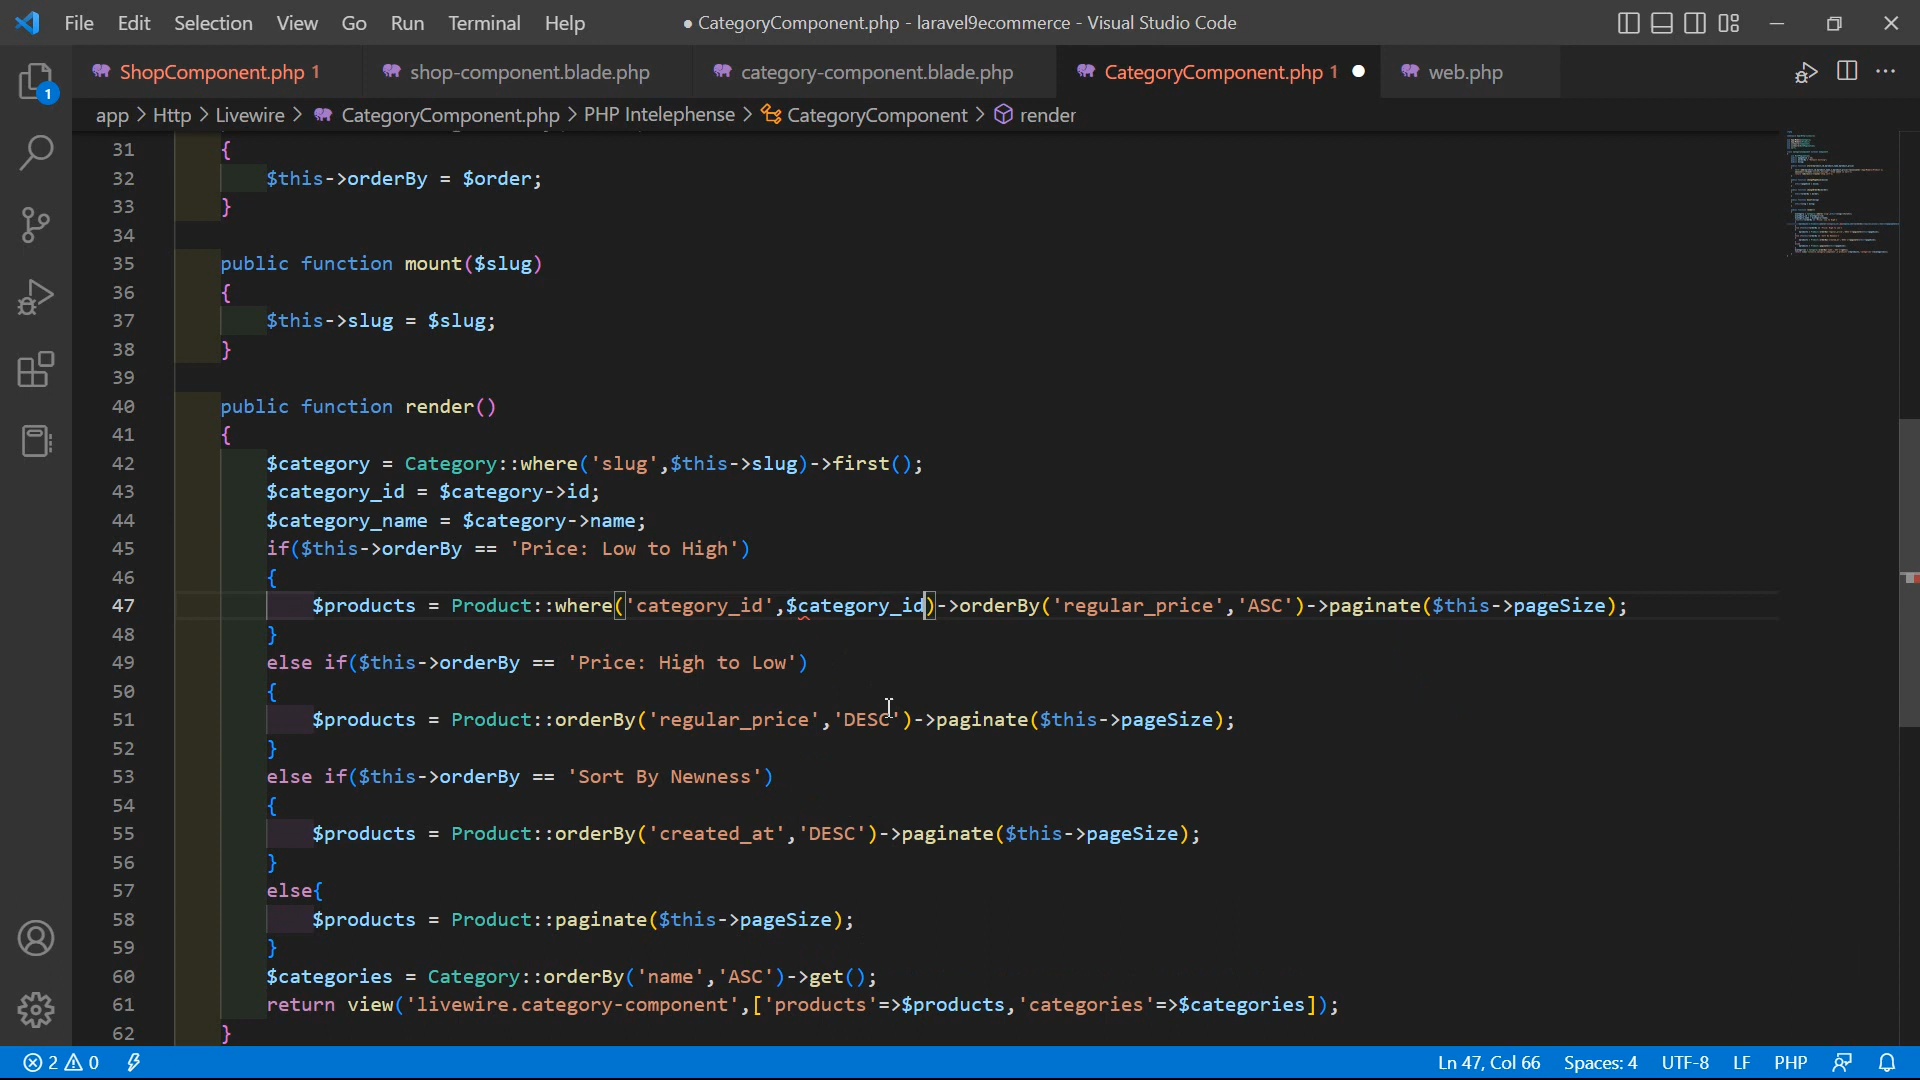 File Edit Selection View Go Run Terminal Help ● CategoryComponent.php - laravel9ecommerce - Visual Studio Code
ShopComponent.php 1 shop-component.blade.php category-component.blade.php CategoryComponent.php 1 ● web.php
app > Http > Livewire > CategoryComponent.php > PHP Intelephense > CategoryComponent > render
1
31 {
32 $this->orderBy = $order;
33 }
34
35 public function mount($slug)
36 {
37 $this->slug = $slug;
38 }
39
40 public function render()
41 {
42 $category = Category::where('slug',$this->slug)->first();
43 $category_id = $category->id;
44 $category_name = $category->name;
45 if($this->orderBy == 'Price: Low to High')
46 {
47 $products = Product::where('category_id',$category_id)->orderBy('regular_price','ASC')->paginate($this->pageSize);
48 }
49 else if($this->orderBy == 'Price: High to Low')
50 {
51 $products = Product::orderBy('regular_price','DESC')->paginate($this->pageSize);
52 }
53 else if($this->orderBy == 'Sort By Newness')
54 {
55 $products = Product::orderBy('created_at','DESC')->paginate($this->pageSize);
56 }
57 else{
58 $products = Product::paginate($this->pageSize);
59 }
60 $categories = Category::orderBy('name','ASC')->get();
61 return view('livewire.category-component',['products'=>$products,'categories'=>$categories]);
62 }
2 0 Ln 47, Col 66 Spaces: 4 UTF-8 LF PHP